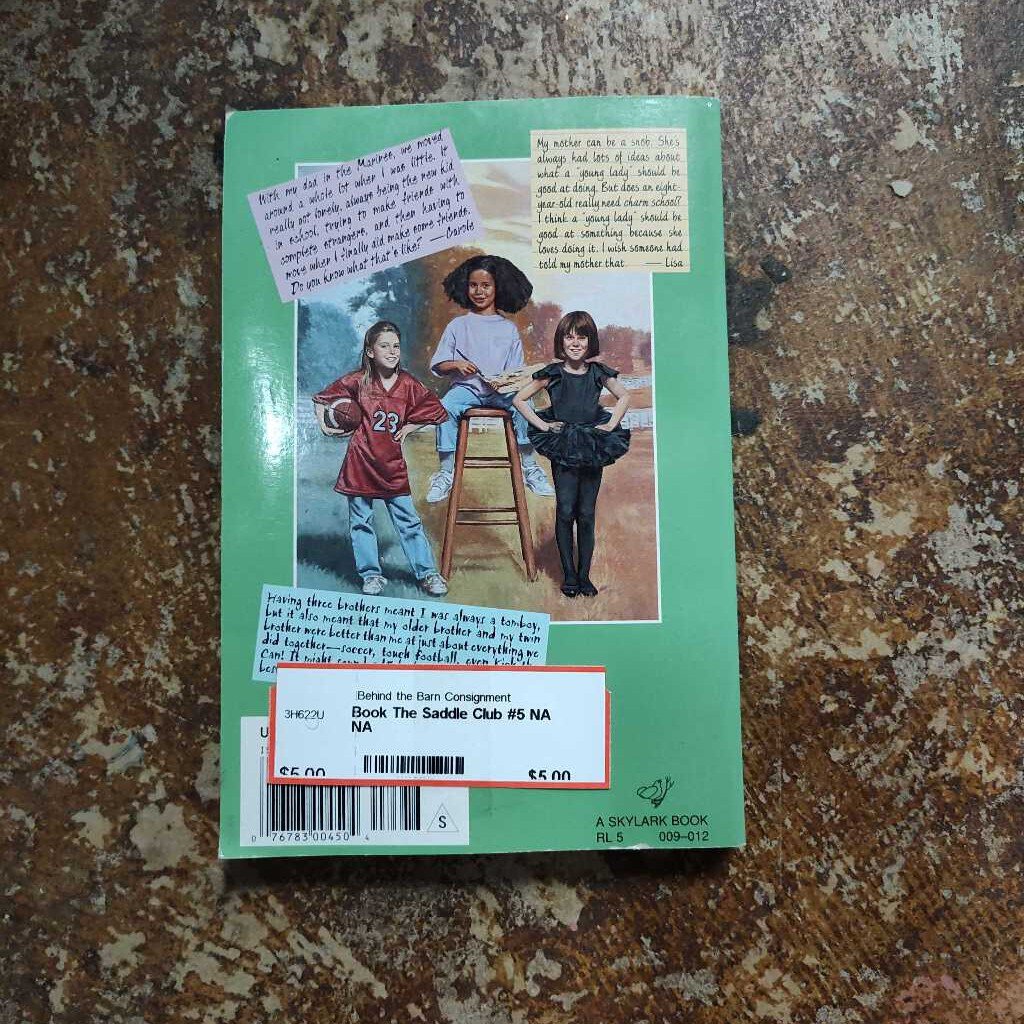 With my dad in the Marines, we moved
around a whole lot when I was little. It
really got lonely, always being the new kid
in school, trying to make friends with
complete strangers, and then having to
move when I finally did make some friends.
Do you know what that's like? —Carole
My mother can be a snob. She's
always had lots of ideas about
what a "young lady" should be
good at doing. But does an eight-
year-old really need charm school?
I think a "young lady" should be
good at something because she
loves doing it. I wish someone had
told my mother that. —Lisa
23
Having three brothers meant I was always a tomboy,
but it also meant that my older brother and my twin
brother were better than me at just about everything we
did together—soccer, touch football, even
can! It might
Behind the Barn Consignment
3H622U
Book The Saddle Club #5 NA
NA
$5.00 $5.00
U
0 76783 00450 4
S
A SKYLARK BOOK
RL 5 009–012